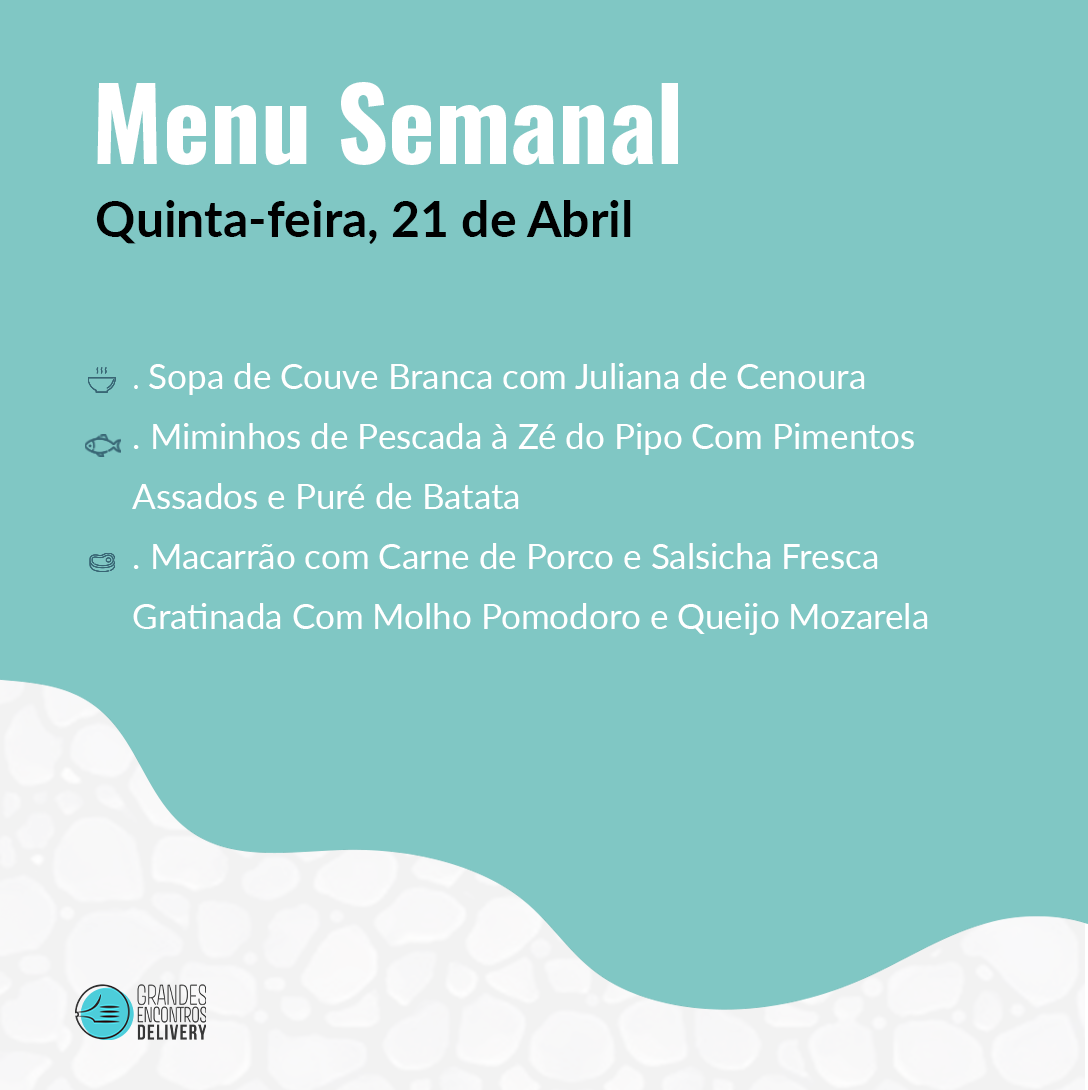 Menu Semanal
Quinta-feira, 21 de Abril
. Sopa de Couve Branca com Juliana de Cenoura
. Miminhos de Pescada à Zé do Pipo Com Pimentos
Assados e Puré de Batata
. Macarrão com Carne de Porco e Salsicha Fresca
Gratinada Com Molho Pomodoro e Queijo Mozarela
GRANDES
ENCONTROS
DELIVERY